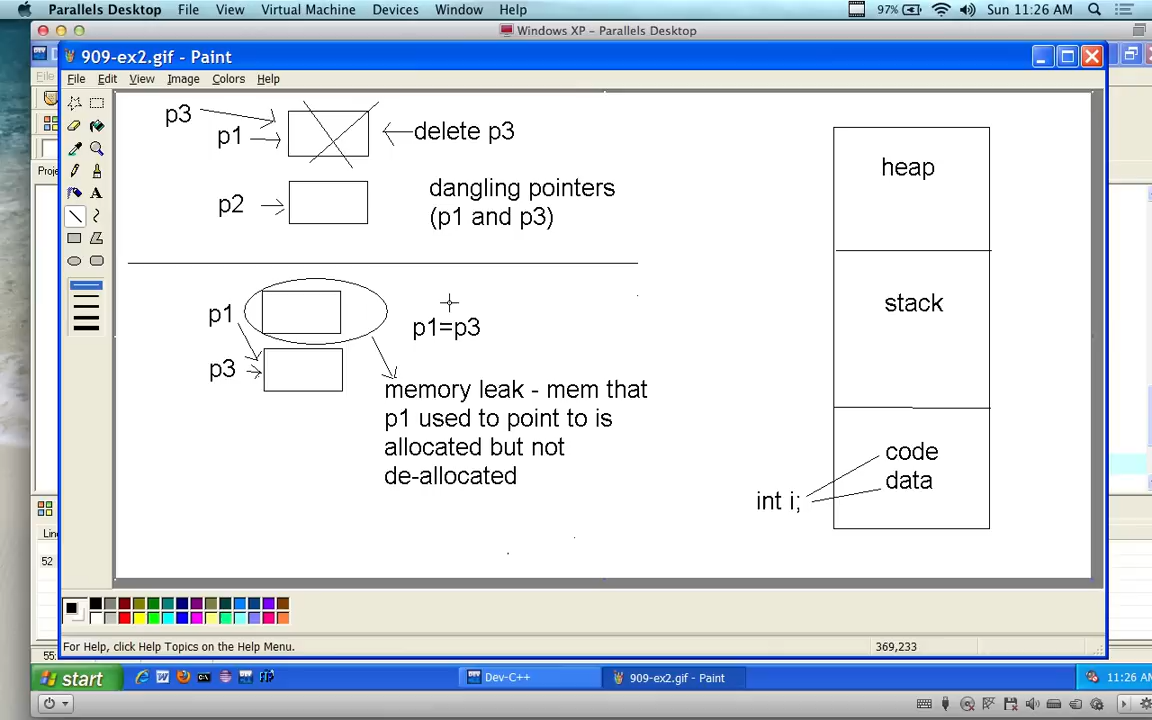 Parallels Desktop File View Virtual Machine Devices Window Help 97% Sun 11:26 AM
Windows XP - Parallels Desktop
909-ex2.gif - Paint
File Edit View Image Colors Help
p3
p1
delete p3
p2
dangling pointers
(p1 and p3)
p1
p3
p1=p3
memory leak - mem that
p1 used to point to is
allocated but not
de-allocated
heap
stack
code
data
int i;
Proje
Line
52
55:
For Help, click Help Topics on the Help Menu. 369,233
start Dev-C++ 909-ex2.gif - Paint 11:26 AM